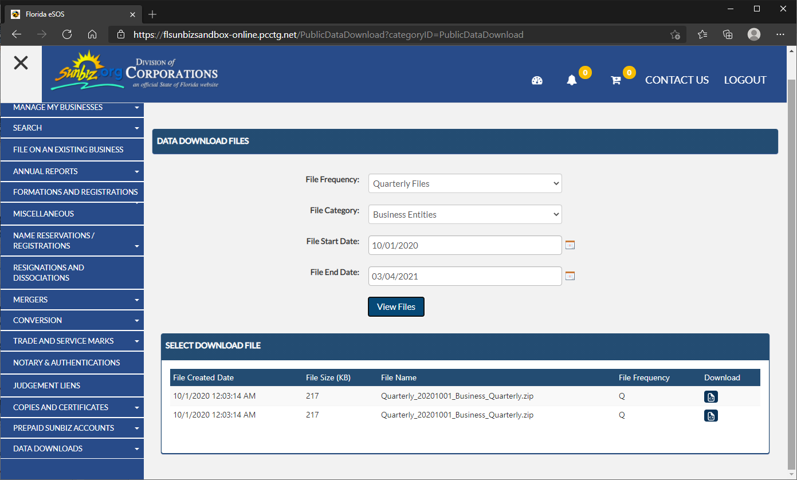 Florida eSOS
https://flsunbizsandbox-online.pcctg.net/PublicDataDownload?categoryID=PublicDataDownload
Sunbiz.org
DIVISION of
CORPORATIONS
an official State of Florida website
0
0
CONTACT US
LOGOUT
MANAGE MY BUSINESSES
SEARCH
FILE ON AN EXISTING BUSINESS
ANNUAL REPORTS
FORMATIONS AND REGISTRATIONS
MISCELLANEOUS
NAME RESERVATIONS /
REGISTRATIONS
RESIGNATIONS AND
DISSOCIATIONS
MERGERS
CONVERSION
TRADE AND SERVICE MARKS
NOTARY & AUTHENTICATIONS
JUDGEMENT LIENS
COPIES AND CERTIFICATES
PREPAID SUNBIZ ACCOUNTS
DATA DOWNLOADS
DATA DOWNLOAD FILES
File Frequency: Quarterly Files
File Category: Business Entities
File Start Date: 10/01/2020
File End Date: 03/04/2021
View Files
SELECT DOWNLOAD FILE
File Created Date File Size (KB) File Name File Frequency Download
10/1/2020 12:03:14 AM 217 Quarterly_20201001_Business_Quarterly.zip Q
10/1/2020 12:03:14 AM 217 Quarterly_20201001_Business_Quarterly.zip Q